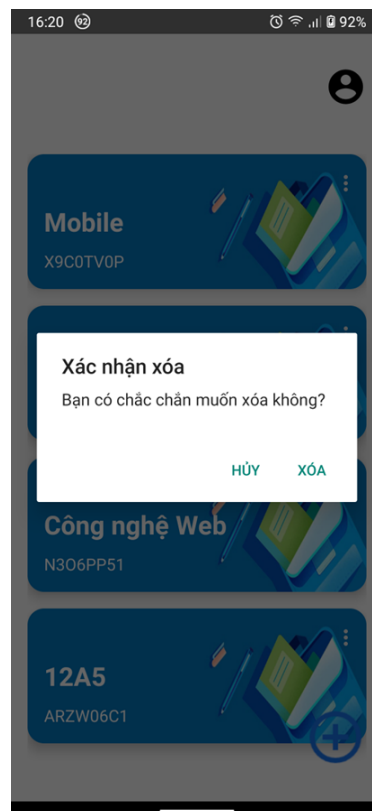 16:20 92 92%
Mobile
X9C0TV0P
Xác nhận xóa
Bạn có chắc chắn muốn xóa không?
HỦY XÓA
Công nghệ Web
N3O6PP51
12A5
ARZW06C1